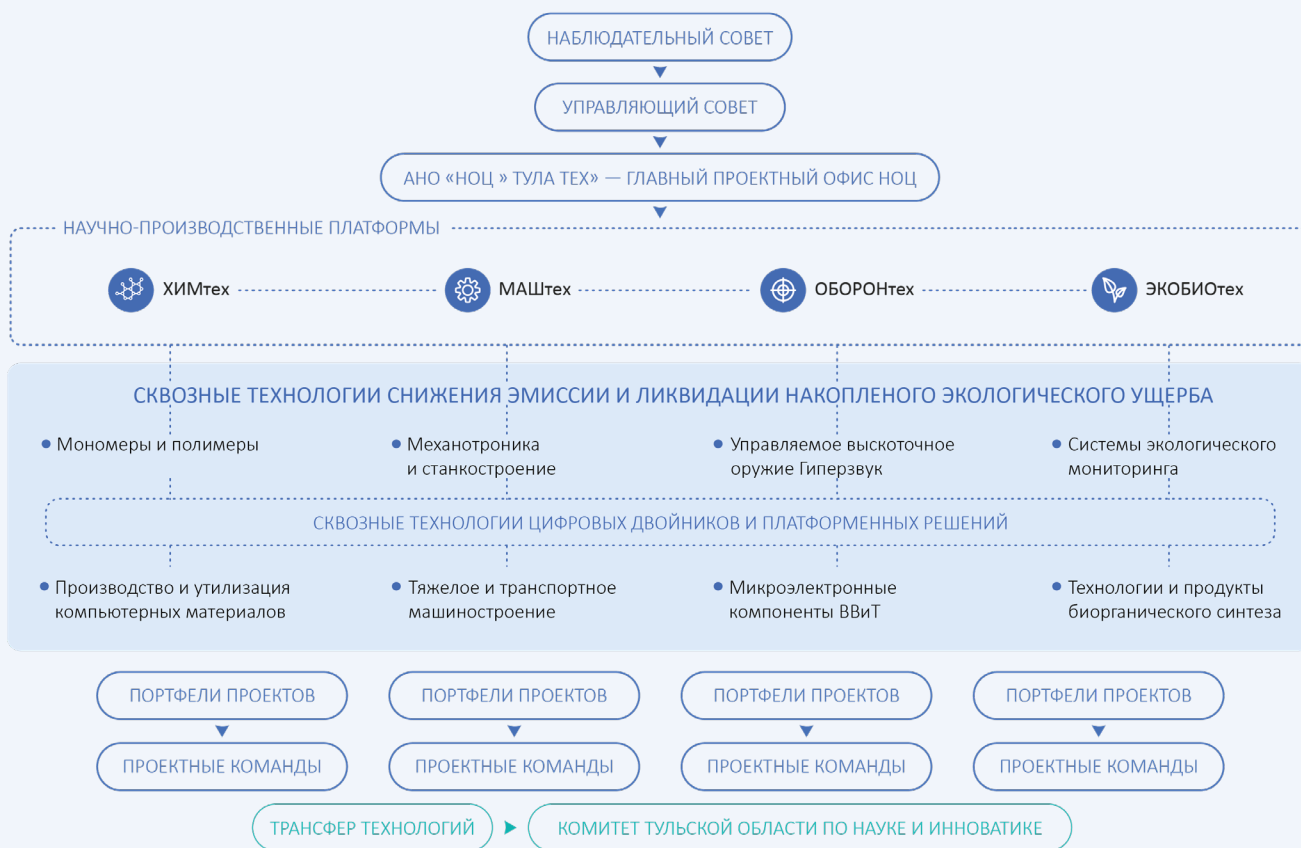 НАБЛЮДАТЕЛЬНЫЙ СОВЕТ
УПРАВЛЯЮЩИЙ СОВЕТ
АНО «НОЦ » ТУЛА ТЕХ» — ГЛАВНЫЙ ПРОЕКТНЫЙ ОФИС НОЦ
НАУЧНО-ПРОИЗВОДСТВЕННЫЕ ПЛАТФОРМЫ
ХИМтех
МАШтех
ОБОРОНтех
ЭКОБИОтех
СКВОЗНЫЕ ТЕХНОЛОГИИ СНИЖЕНИЯ ЭМИССИИ И ЛИКВИДАЦИИ НАКОПЛЕНОГО ЭКОЛОГИЧЕСКОГО УЩЕРБА
Мономеры и полимеры
Механотроника
и станкостроение
Управляемое выскоточное
оружие Гиперзвук
Системы экологического
мониторинга
СКВОЗНЫЕ ТЕХНОЛОГИИ ЦИФРОВЫХ ДВОЙНИКОВ И ПЛАТФОРМЕННЫХ РЕШЕНИЙ
Производство и утилизация
компьютерных материалов
Тяжелое и транспортное
машиностроение
Микроэлектронные
компоненты ВВиТ
Технологии и продукты
биорганического синтеза
ПОРТФЕЛИ ПРОЕКТОВ
ПОРТФЕЛИ ПРОЕКТОВ
ПОРТФЕЛИ ПРОЕКТОВ
ПОРТФЕЛИ ПРОЕКТОВ
ПРОЕКТНЫЕ КОМАНДЫ
ПРОЕКТНЫЕ КОМАНДЫ
ПРОЕКТНЫЕ КОМАНДЫ
ПРОЕКТНЫЕ КОМАНДЫ
ТРАНСФЕР ТЕХНОЛОГИЙ
КОМИТЕТ ТУЛЬСКОЙ ОБЛАСТИ ПО НАУКЕ И ИННОВАТИКЕ